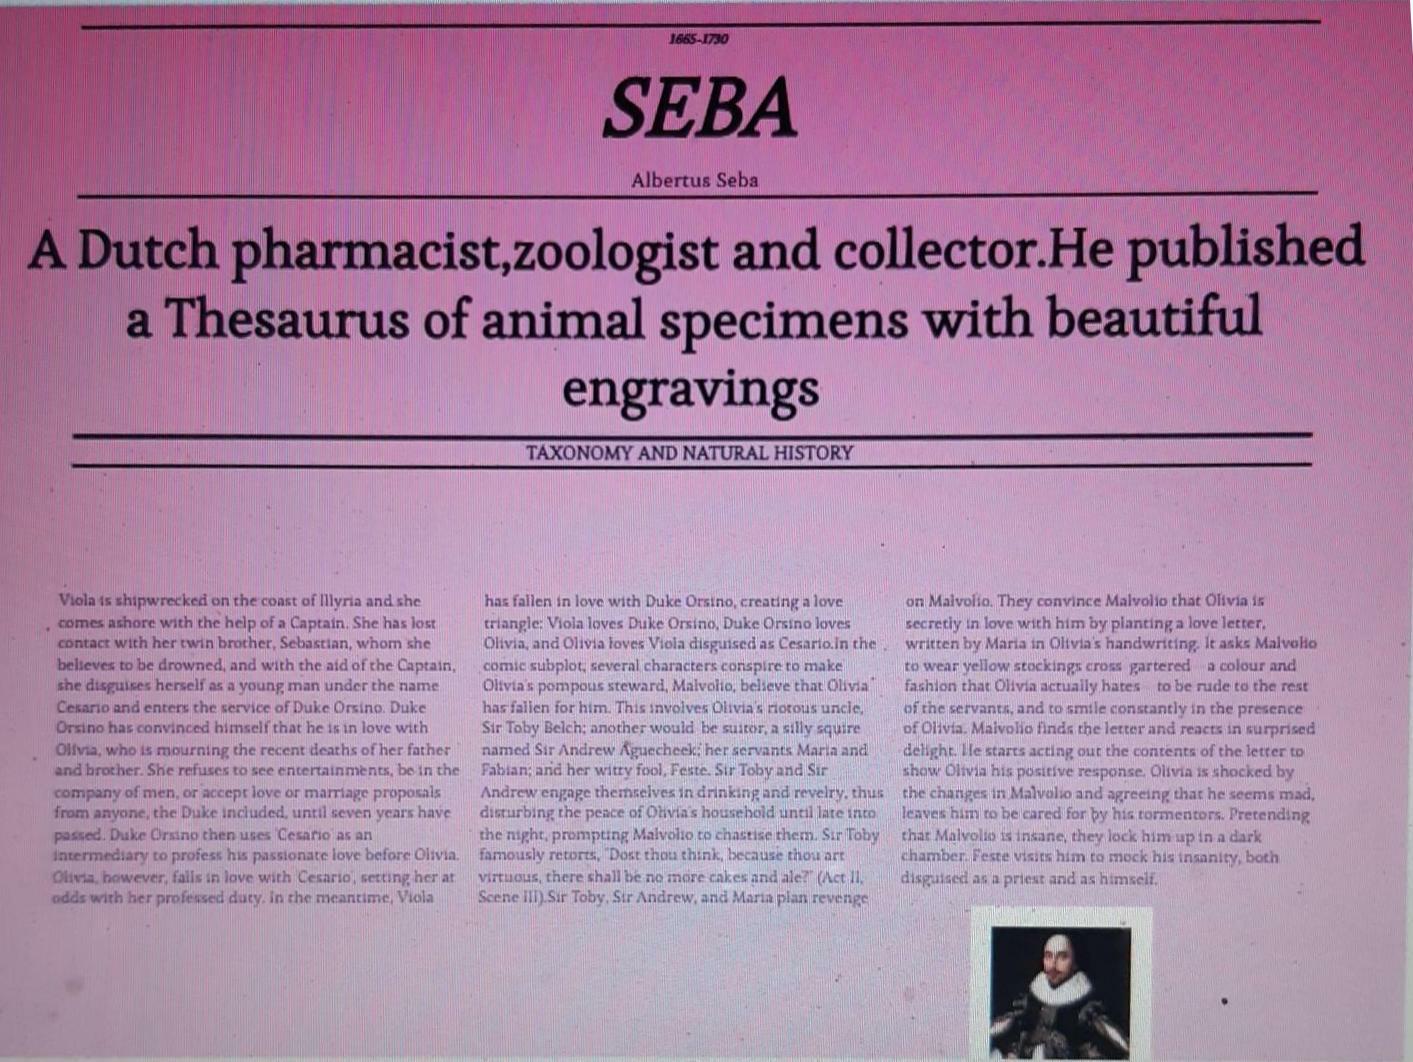 1665-1730
SEBA
Albertus Seba
A Dutch pharmacist,zoologist and collector.He published
a Thesaurus of animal specimens with beautiful
engravings
TAXONOMY AND NATURAL HISTORY
Viola is shipwrecked on the coast of Illyria and she
comes ashore with the help of a Captain. She has lost
contact with her twin brother, Sebastian, whom she
believes to be drowned, and with the aid of the Captain,
she disguises herself as a young man under the name
Cesario and enters the service of Duke Orsino. Duke
Orsino has convinced himself that he is in love with
Olivia, who is mourning the recent deaths of her father
and brother. She refuses to see entertainments, be in the
company of men, or accept love or marriage proposals
from anyone, the Duke included, until seven years have
passed. Duke Orsino then uses 'Cesario' as an
intermediary to profess his passionate love before Olivia.
Olivia, however, falls in love with 'Cesario', setting her at
odds with her professed duty. In the meantime, Viola
has fallen in love with Duke Orsino, creating a love
triangle: Viola loves Duke Orsino, Duke Orsino loves
Olivia, and Olivia loves Viola disguised as Cesario.In the
comic subplot, several characters conspire to make
Olivia's pompous steward, Malvolio, believe that Olivia
has fallen for him. This involves Olivia's riotous uncle,
Sir Toby Belch; another would be suitor, a silly squire
named Sir Andrew Aguecheek; her servants Maria and
Fabian; and her witty fool, Feste. Sir Toby and Sir
Andrew engage themselves in drinking and revelry, thus
disturbing the peace of Olivia's household until late into
the night, prompting Malvolio to chastise them. Sir Toby
famously retorts, "Dost thou think, because thou art
virtuous, there shall be no more cakes and ale?" (Act II,
Scene III).Sir Toby, Sir Andrew, and Maria plan revenge
on Malvolio. They convince Malvolio that Olivia is
secretly in love with him by planting a love letter,
written by Maria in Olivia's handwriting. It asks Malvolio
to wear yellow stockings cross gartered a colour and
fashion that Olivia actually hates to be rude to the rest
of the servants, and to smile constantly in the presence
of Olivia. Malvolio finds the letter and reacts in surprised
delight. He starts acting out the contents of the letter to
show Olivia his positive response. Olivia is shocked by
the changes in Malvolio and agreeing that he seems mad,
leaves him to be cared for by his tormentors. Pretending
that Malvolio is insane, they lock him up in a dark
chamber. Feste visits him to mock his insanity, both
disguised as a priest and as himself.